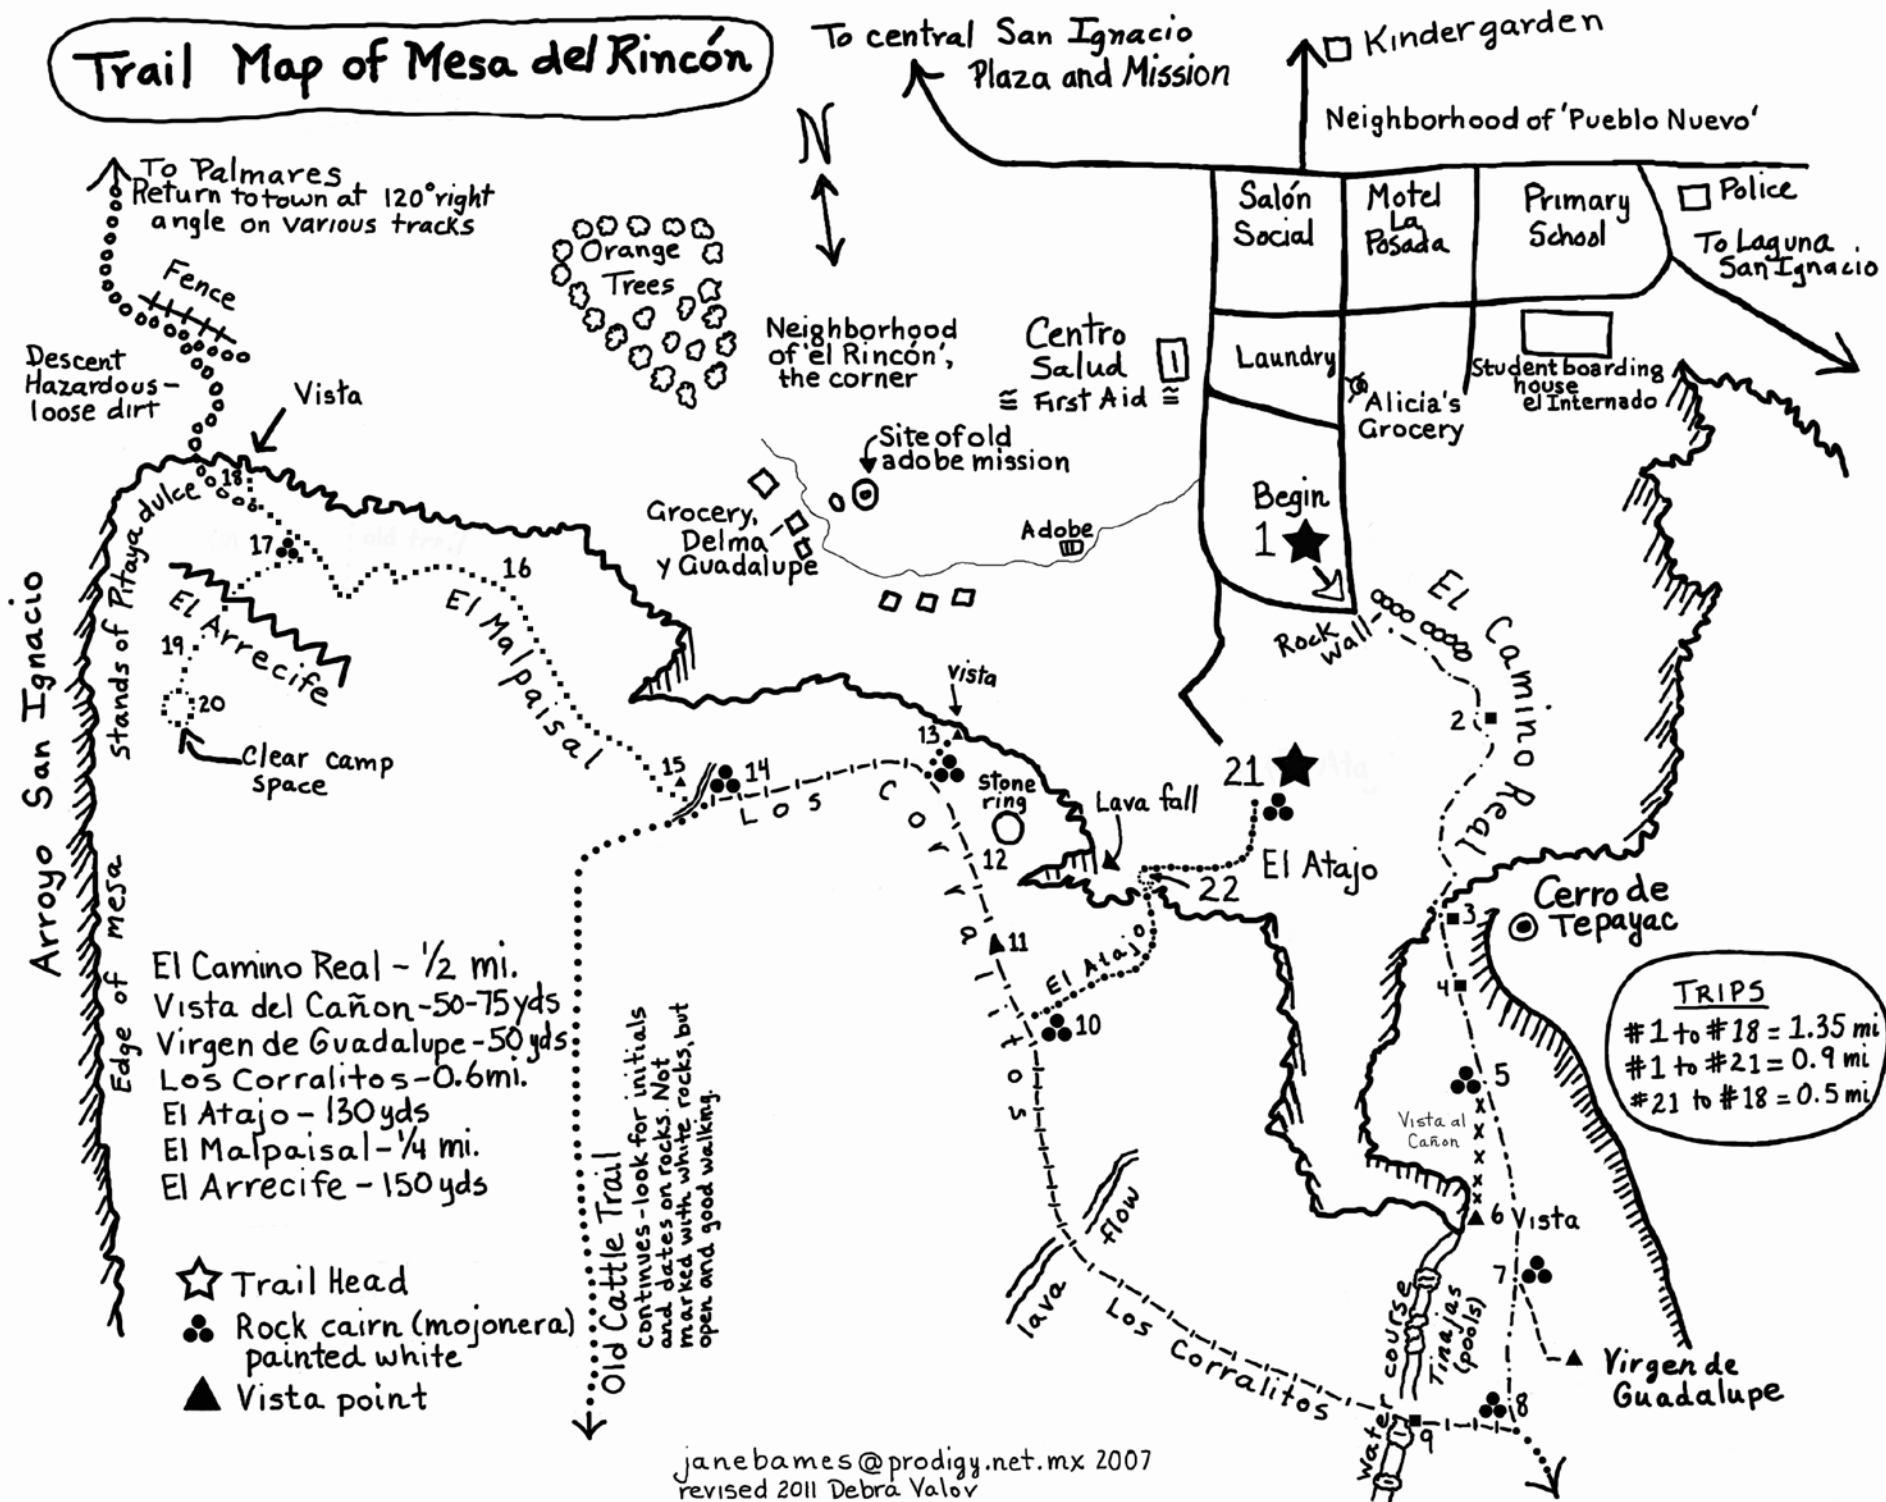 Trail Map of Mesa del Rincón
To central San Ignacio
Plaza and Mission
Kindergarden
Neighborhood of 'Pueblo Nuevo'
N
To Palmares
Return to town at 120° right
angle on various tracks
Fence
Descent
Hazardous-
loose dirt
Vista
Orange
Trees
Neighborhood
of 'el Rincón',
the corner
Salón
Social
Motel
La
Posada
Primary
School
Police
To Laguna
San Ignacio
Centro
Salud
≅ First Aid ≅
Laundry
Alicia's
Grocery
Student boarding
house
el Internado
Site of old
adobe mission
Grocery,
Delma
y Guadalupe
Adobe
Begin
1
Rock
wall
El Camino Real
2
18
Stands of Pitaya dulce
17
16
El Arrecife
El Malpaisal
19
20
Clear camp
space
Arroyo San Ignacio
Edge of mesa
15
14
Los Corralitos
13
vista
stone
ring
12
Lava fall
21
El Atajo
22
11
El Atajo
10
3
Cerro de
Tepayac
4
5
Vista al
Cañon
6 Vista
7
Virgen de
Guadalupe
8
9
TRIPS
#1 to #18 = 1.35 mi
#1 to #21 = 0.9 mi
#21 to #18 = 0.5 mi
El Camino Real - 1/2 mi.
Vista del Cañon-50-75 yds
Virgen de Guadalupe-50 yds
Los Corralitos-0.6mi.
El Atajo - 130 yds
El Malpaisal-1/4 mi.
El Arrecife - 150 yds
Trail Head
Rock cairn (mojonera)
painted white
Vista point
Old Cattle Trail
continues-look for initials
and dates on rocks. Not
marked with white rocks, but
open and good walking.
lava flow
Los Corralitos
Water course
Tinajas
(pools)
janebames@prodigy.net.mx 2007
revised 2011 Debra Valov